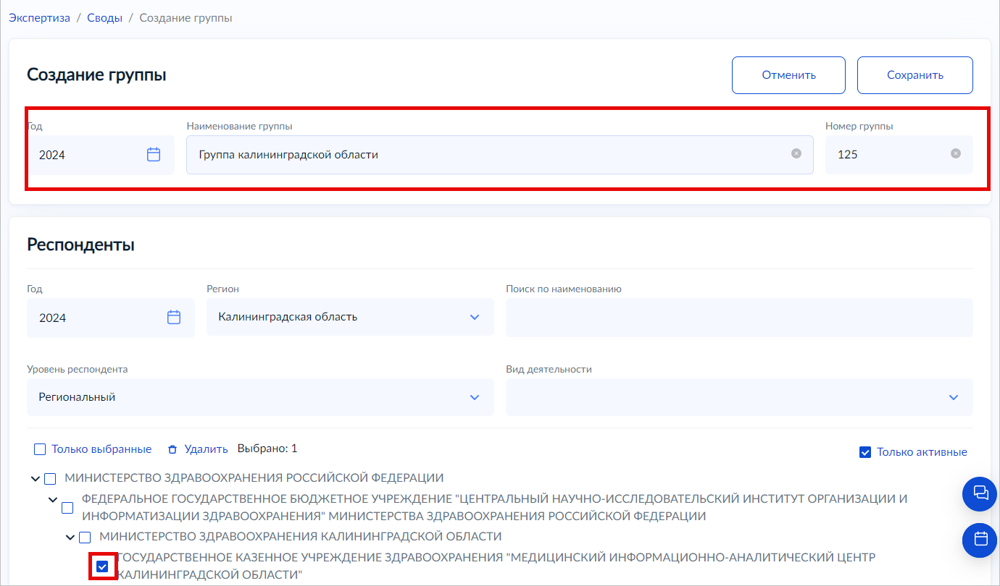 Экспертиза / Своды / Создание группы
Создание группы
Отменить
Сохранить
Год
Наименование группы
Номер группы
2024
Группа калининградской области
125
Респонденты
Год
Регион
Поиск по наименованию
2024
Калининградская область
Уровень респондента
Вид деятельности
Региональный
Только выбранные
Удалить
Выбрано: 1
Только активные
МИНИСТЕРСТВО ЗДРАВООХРАНЕНИЯ РОССИЙСКОЙ ФЕДЕРАЦИИ
ФЕДЕРАЛЬНОЕ ГОСУДАРСТВЕННОЕ БЮДЖЕТНОЕ УЧРЕЖДЕНИЕ "ЦЕНТРАЛЬНЫЙ НАУЧНО-ИССЛЕДОВАТЕЛЬСКИЙ ИНСТИТУТ ОРГАНИЗАЦИИ И
ИНФОРМАТИЗАЦИИ ЗДРАВООХРАНЕНИЯ" МИНИСТЕРСТВА ЗДРАВООХРАНЕНИЯ РОССИЙСКОЙ ФЕДЕРАЦИИ
МИНИСТЕРСТВО ЗДРАВООХРАНЕНИЯ КАЛИНИНГРАДСКОЙ ОБЛАСТИ
ГОСУДАРСТВЕННОЕ КАЗЕННОЕ УЧРЕЖДЕНИЕ ЗДРАВООХРАНЕНИЯ "МЕДИЦИНСКИЙ ИНФОРМАЦИОННО-АНАЛИТИЧЕСКИЙ ЦЕНТР
КАЛИНИНГРАДСКОЙ ОБЛАСТИ"